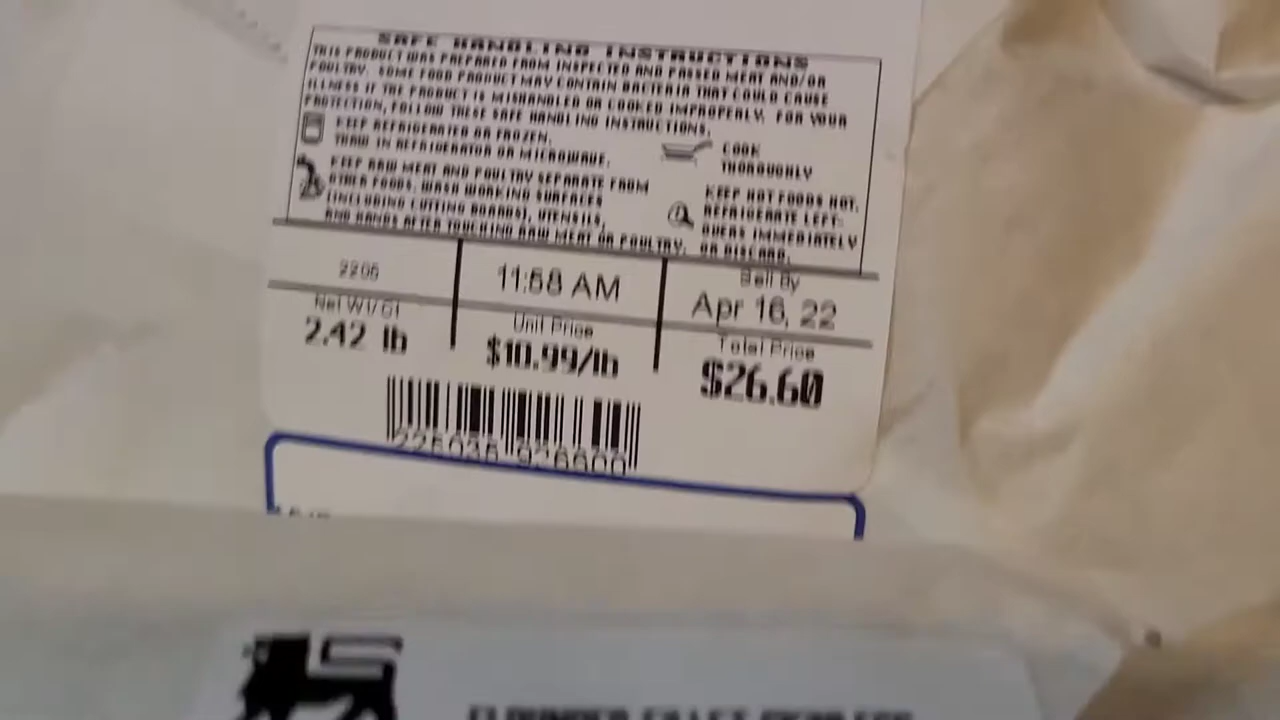 SAFE HANDLING INSTRUCTIONS
THIS PRODUCT WAS PREPARED FROM INSPECTED AND PASSED MEAT AND/OR
POULTRY. SOME FOOD PRODUCT MAY CONTAIN BACTERIA THAT COULD CAUSE
ILLNESS IF THE PRODUCT IS MISHANDLED OR COOKED IMPROPERLY. FOR YOUR
PROTECTION, FOLLOW THESE SAFE HANDLING INSTRUCTIONS.
KEEP REFRIGERATED OR FROZEN.
THAW IN REFRIGERATOR OR MICROWAVE.
COOK
THOROUGHLY
KEEP RAW MEAT AND POULTRY SEPARATE FROM
OTHER FOODS. WASH WORKING SURFACES
(INCLUDING CUTTING BOARDS), UTENSILS,
AND HANDS AFTER TOUCHING RAW MEAT OR POULTRY.
KEEP HOT FOODS HOT.
REFRIGERATE LEFT-
OVERS IMMEDIATELY
OR DISCARD.
2205
11:58 AM
Sell By
Apr 16, 22
Net Wt/Ct
2.42 lb
Unit Price
$10.99/lb
Total Price
$26.60
FLOUNDER FILLET SKINLESS